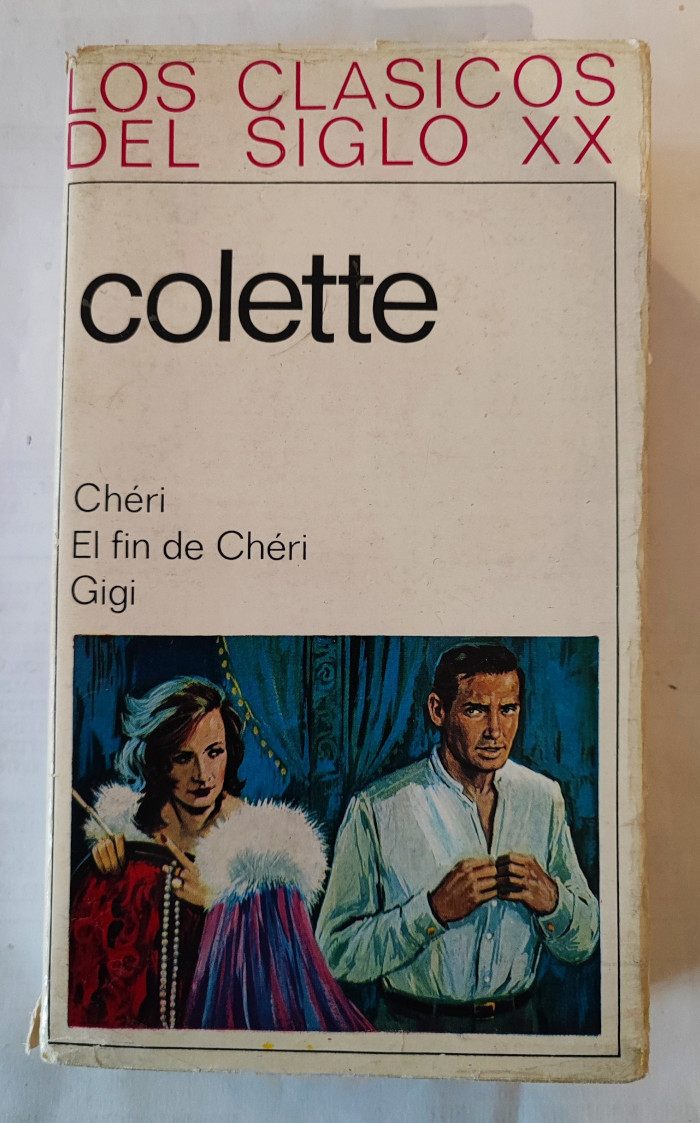 LOS CLASICOS
DEL SIGLO XX
colette
Chéri
El fin de Chéri
Gigi